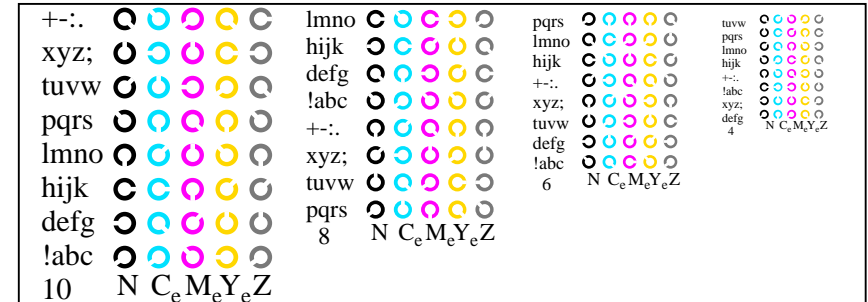 +-:.
xyz;
tuvw
pqrs
lmno
hijk
defg
!abc
10 N CeMeYeZ
lmno
hijk
defg
!abc
+-:.
xyz;
tuvw
pqrs
8 N CeMeYeZ
pqrs
lmno
hijk
+-:.
xyz;
tuvw
defg
!abc
6 N CeMeYeZ
tuvw
pqrs
lmno
hijk
+-:.
!abc
xyz;
defg
4 N CeMeYeZ